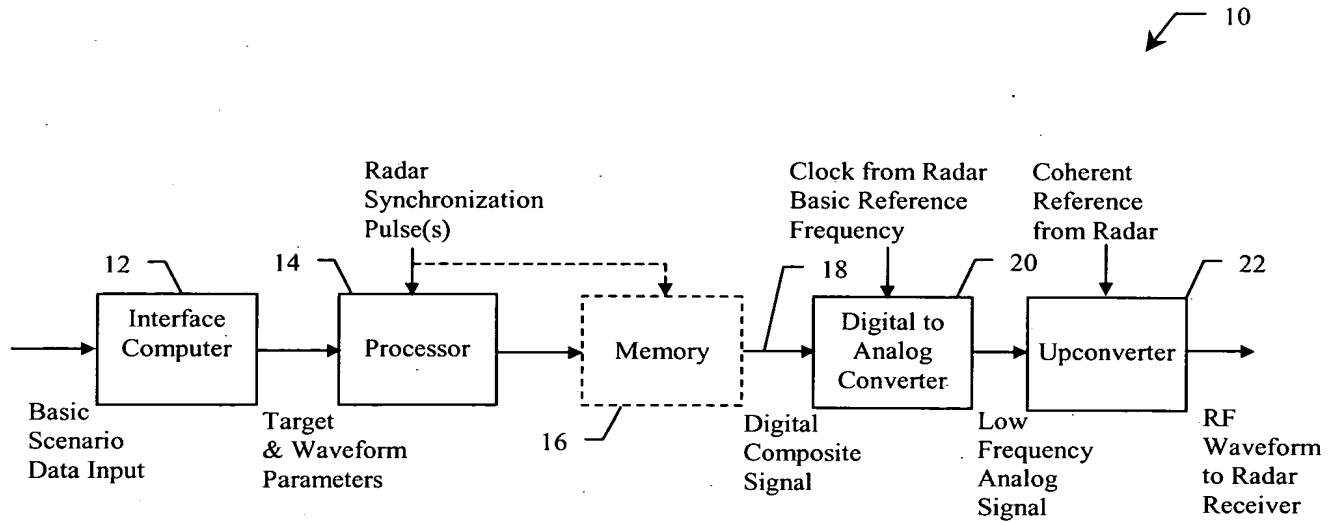 10
Radar
Synchronization
Pulse(s)
Clock from Radar
Basic Reference
Frequency
Coherent
Reference
from Radar
12
14
18
20
22
Interface
Computer
Processor
Memory
Digital to
Analog
Converter
Upconverter
Basic
Scenario
Data Input
Target
& Waveform
Parameters
16
Digital
Composite
Signal
Low
Frequency
Analog
Signal
RF
Waveform
to Radar
Receiver